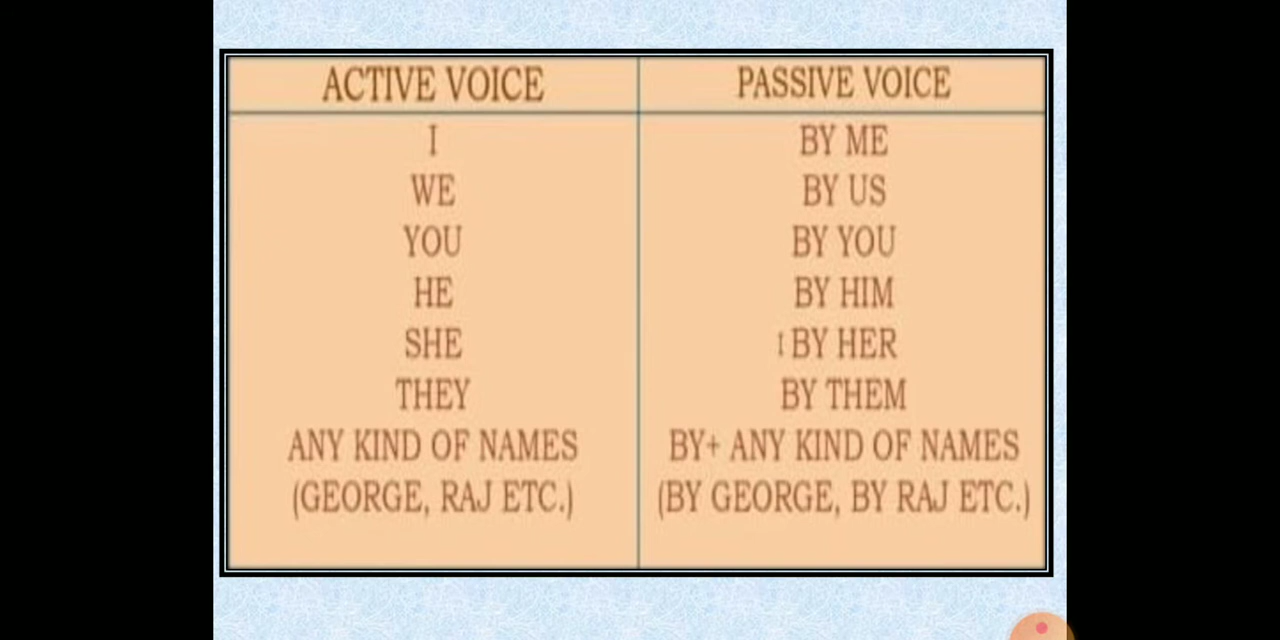 ACTIVE VOICE PASSIVE VOICE
I BY ME
WE BY US
YOU BY YOU
HE BY HIM
SHE BY HER
THEY BY THEM
ANY KIND OF NAMES BY+ ANY KIND OF NAMES
(GEORGE, RAJ ETC.) (BY GEORGE, BY RAJ ETC.)